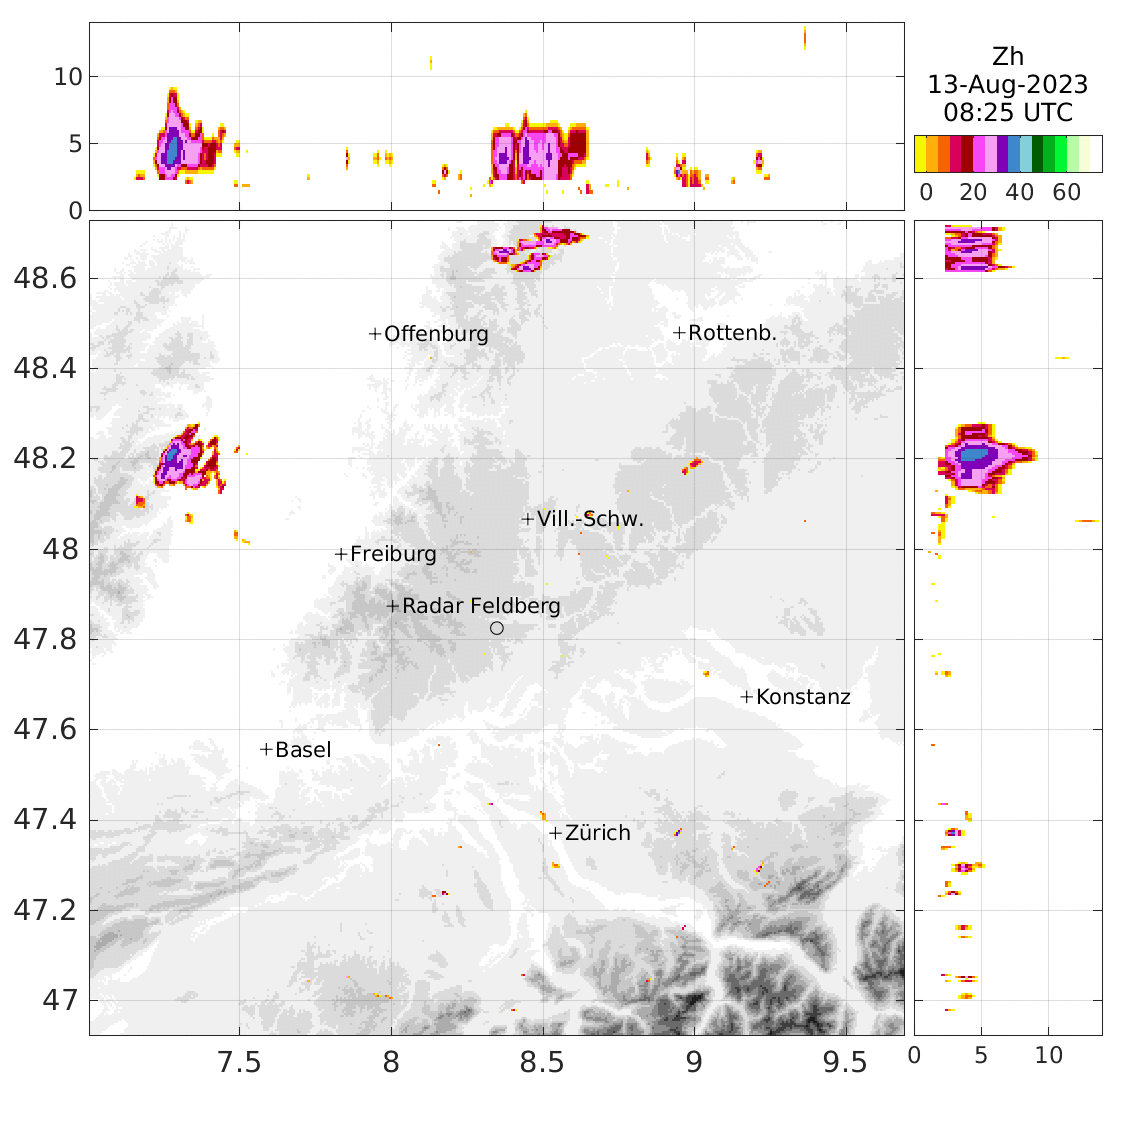 10
5
0
Zh
13-Aug-2023
08:25 UTC
0 20 40 60
48.6
48.4
48.2
48
47.8
47.6
47.4
47.2
47
Offenburg
Rottenb.
Vill.-Schw.
Freiburg
Radar Feldberg
Konstanz
Basel
Zürich
7.5 8 8.5 9 9.5
0 5 10